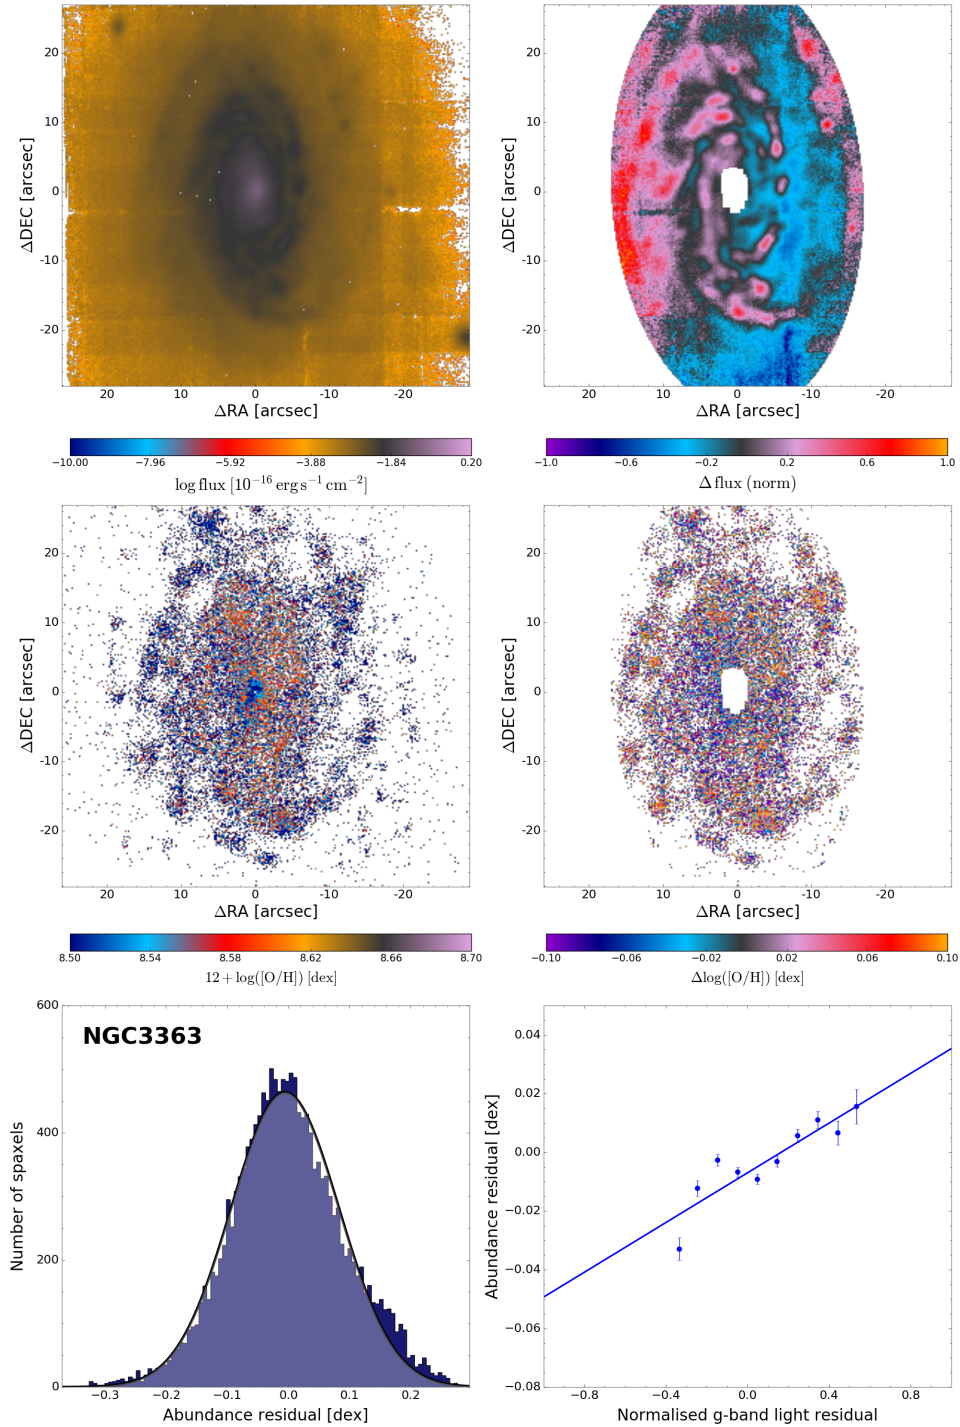 20
10
0
-10
-20
ΔDEC [arcsec]
20 10 0 -10 -20
ΔRA [arcsec]
20
10
0
-10
-20
ΔDEC [arcsec]
20 10 0 -10 -20
ΔRA [arcsec]
-10.00 -7.96 -5.92 -3.88 -1.84 0.20
log flux [10⁻¹⁶ erg s⁻¹ cm⁻²]
-1.0 -0.6 -0.2 0.2 0.6 1.0
Δ flux (norm)
20
10
0
-10
-20
ΔDEC [arcsec]
20 10 0 -10 -20
ΔRA [arcsec]
20
10
0
-10
-20
ΔDEC [arcsec]
20 10 0 -10 -20
ΔRA [arcsec]
8.50 8.54 8.58 8.62 8.66 8.70
12 + log([O/H]) [dex]
-0.10 -0.06 -0.02 0.02 0.06 0.10
Δlog([O/H]) [dex]
NGC3363
600
400
200
0
Number of spaxels
−0.3 −0.2 −0.1 0.0 0.1 0.2
Abundance residual [dex]
0.04
0.02
0.00
−0.02
−0.04
−0.06
−0.08
Abundance residual [dex]
−0.8 −0.4 0.0 0.4 0.8
Normalised g-band light residual